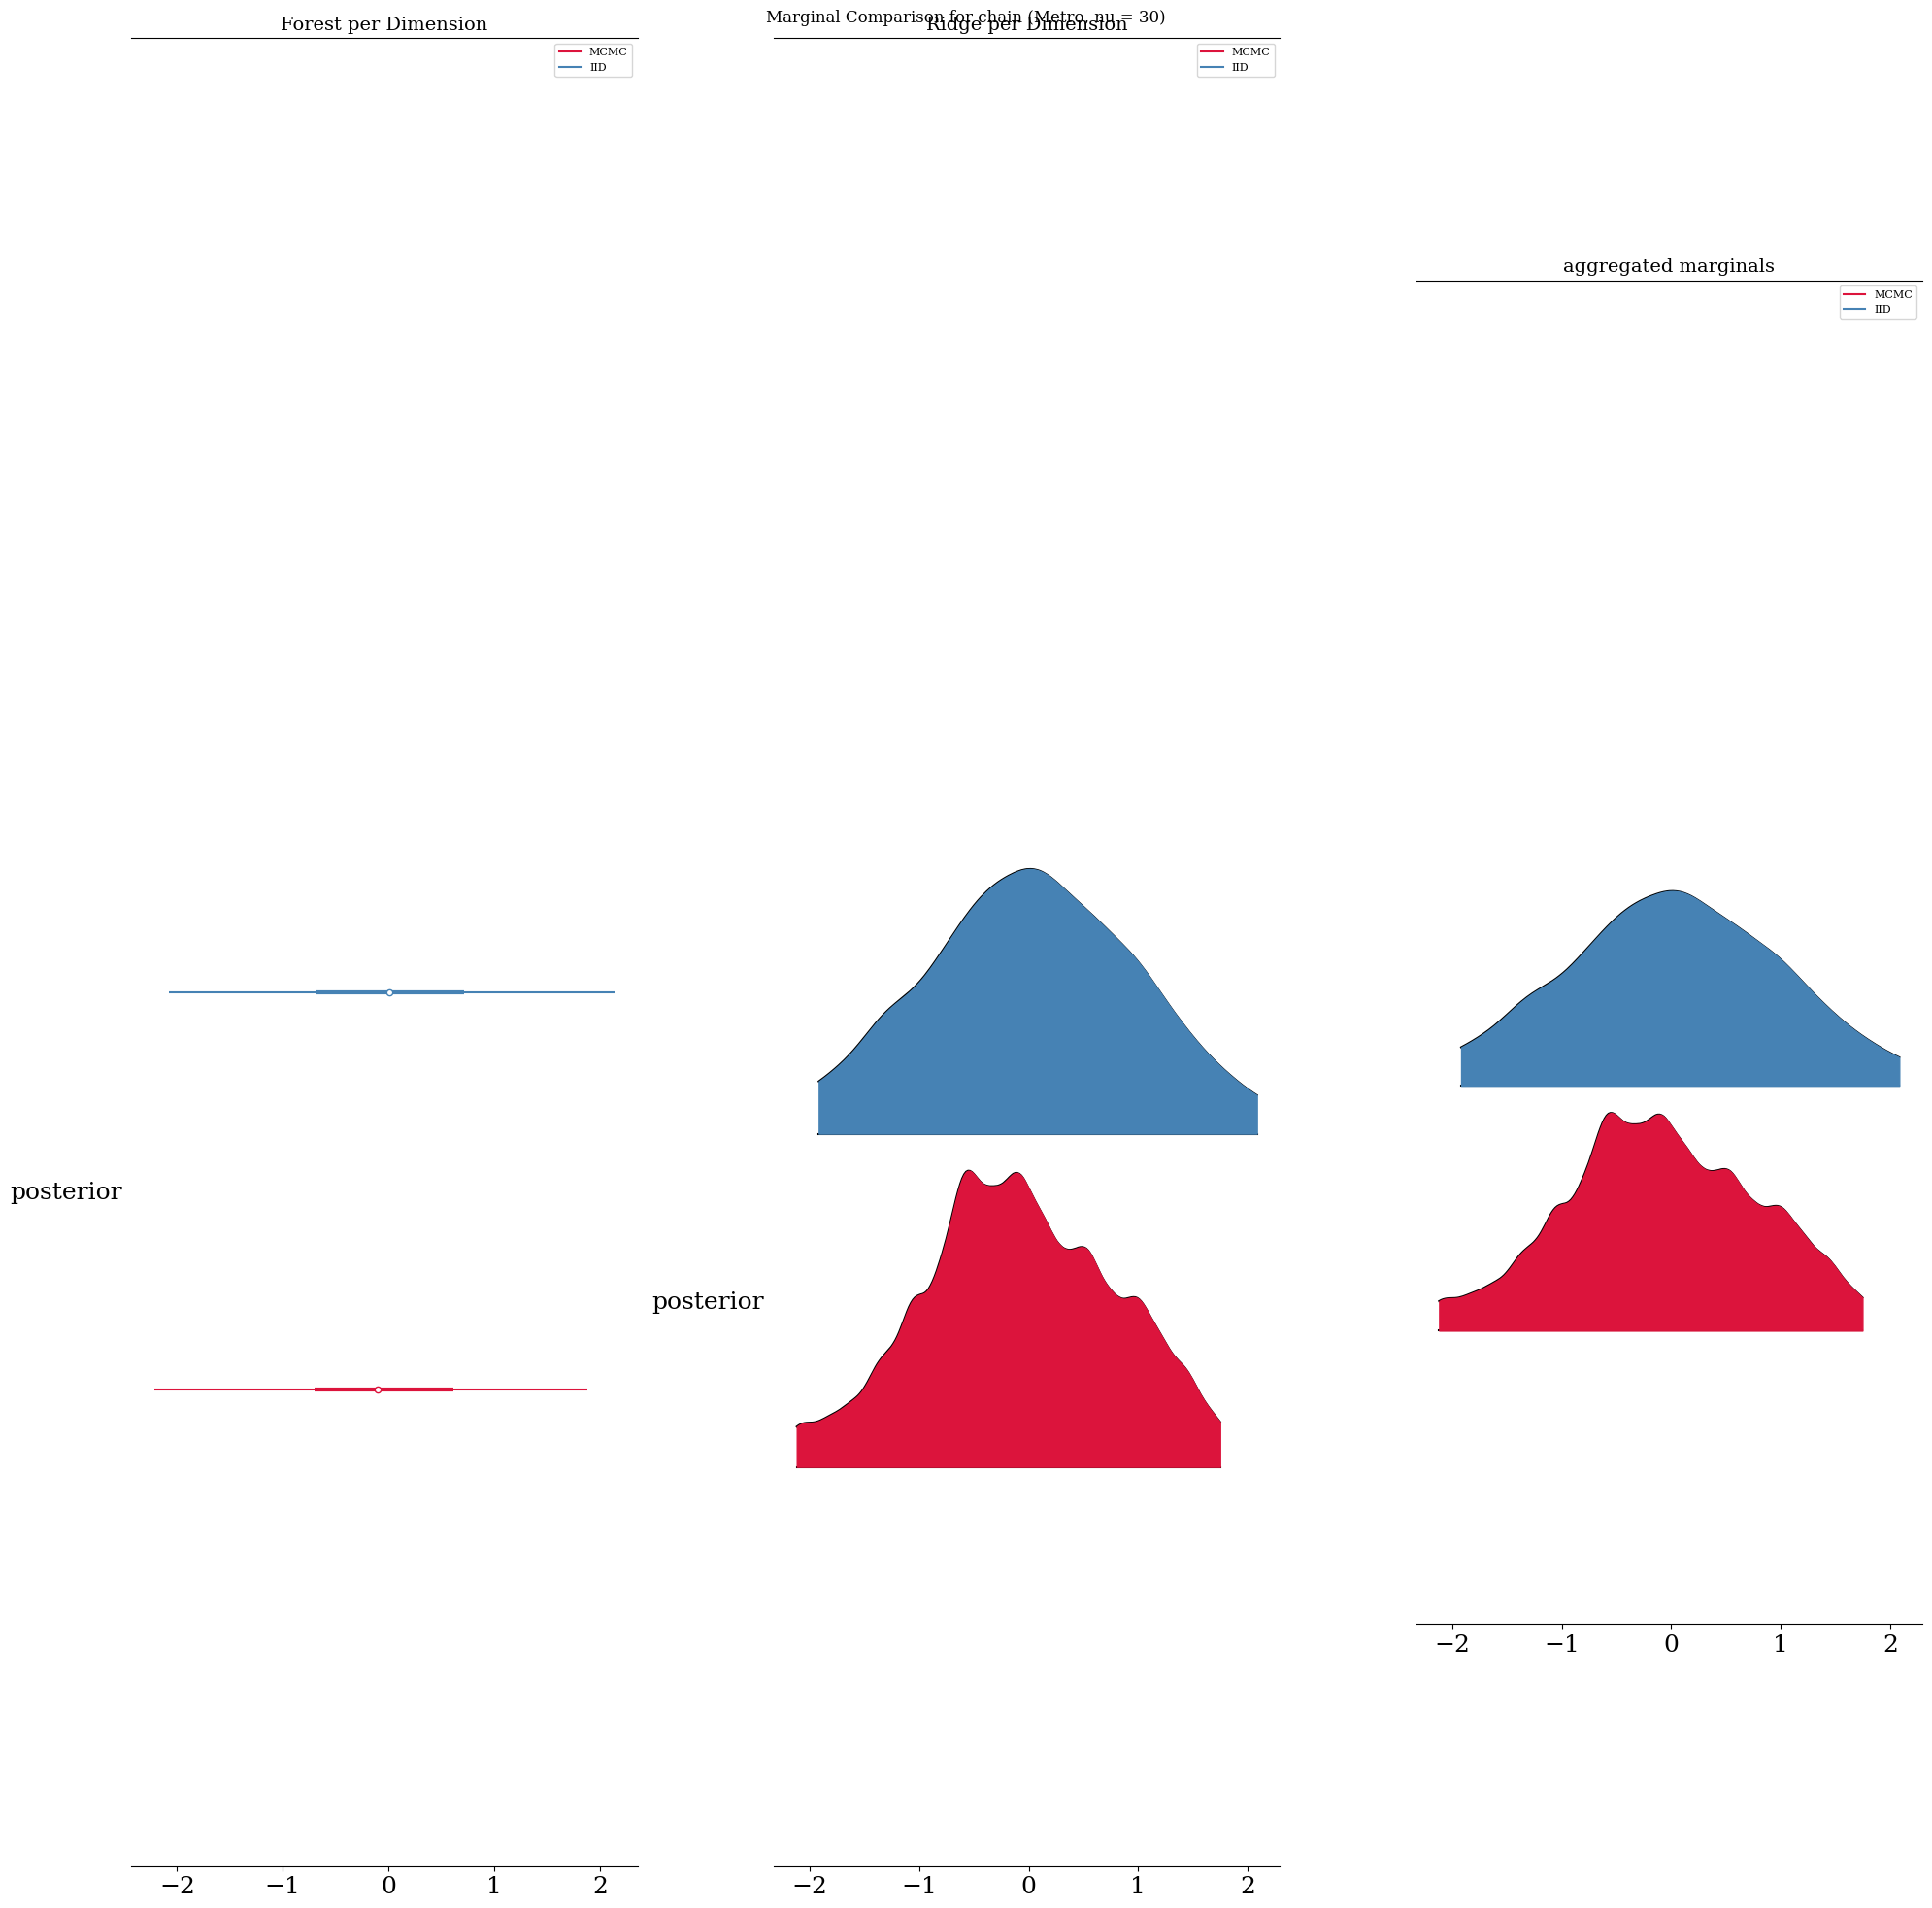 Marginal Comparison for chain (Metro, nu = 30)
Forest per Dimension
MCMC
IID
posterior
−2 −1 0 1 2
Ridge per Dimension
MCMC
IID
posterior
−2 −1 0 1 2
aggregated marginals
MCMC
IID
−2 −1 0 1 2